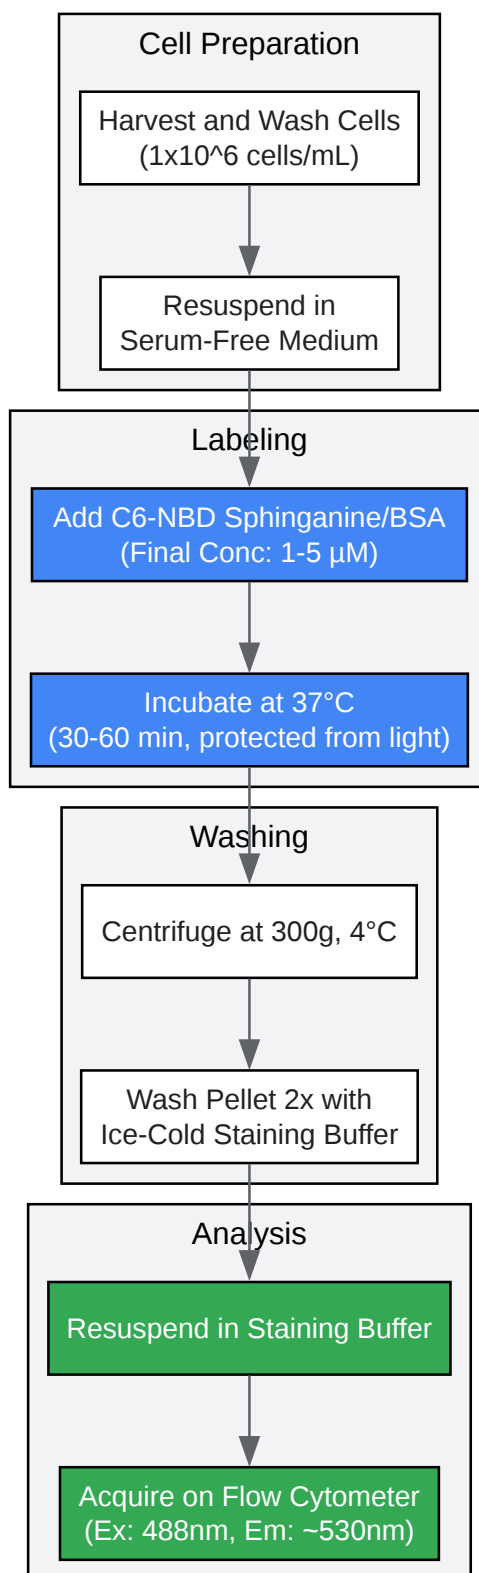 Cell Preparation
Harvest and Wash Cells
(1x10^6 cells/mL)
Resuspend in
Serum-Free Medium
Labeling
Add C6-NBD Sphinganine/BSA
(Final Conc: 1-5 µM)
Incubate at 37°C
(30-60 min, protected from light)
Washing
Centrifuge at 300g, 4°C
Wash Pellet 2x with
Ice-Cold Staining Buffer
Analysis
Resuspend in Staining Buffer
Acquire on Flow Cytometer
(Ex: 488nm, Em: ~530nm)